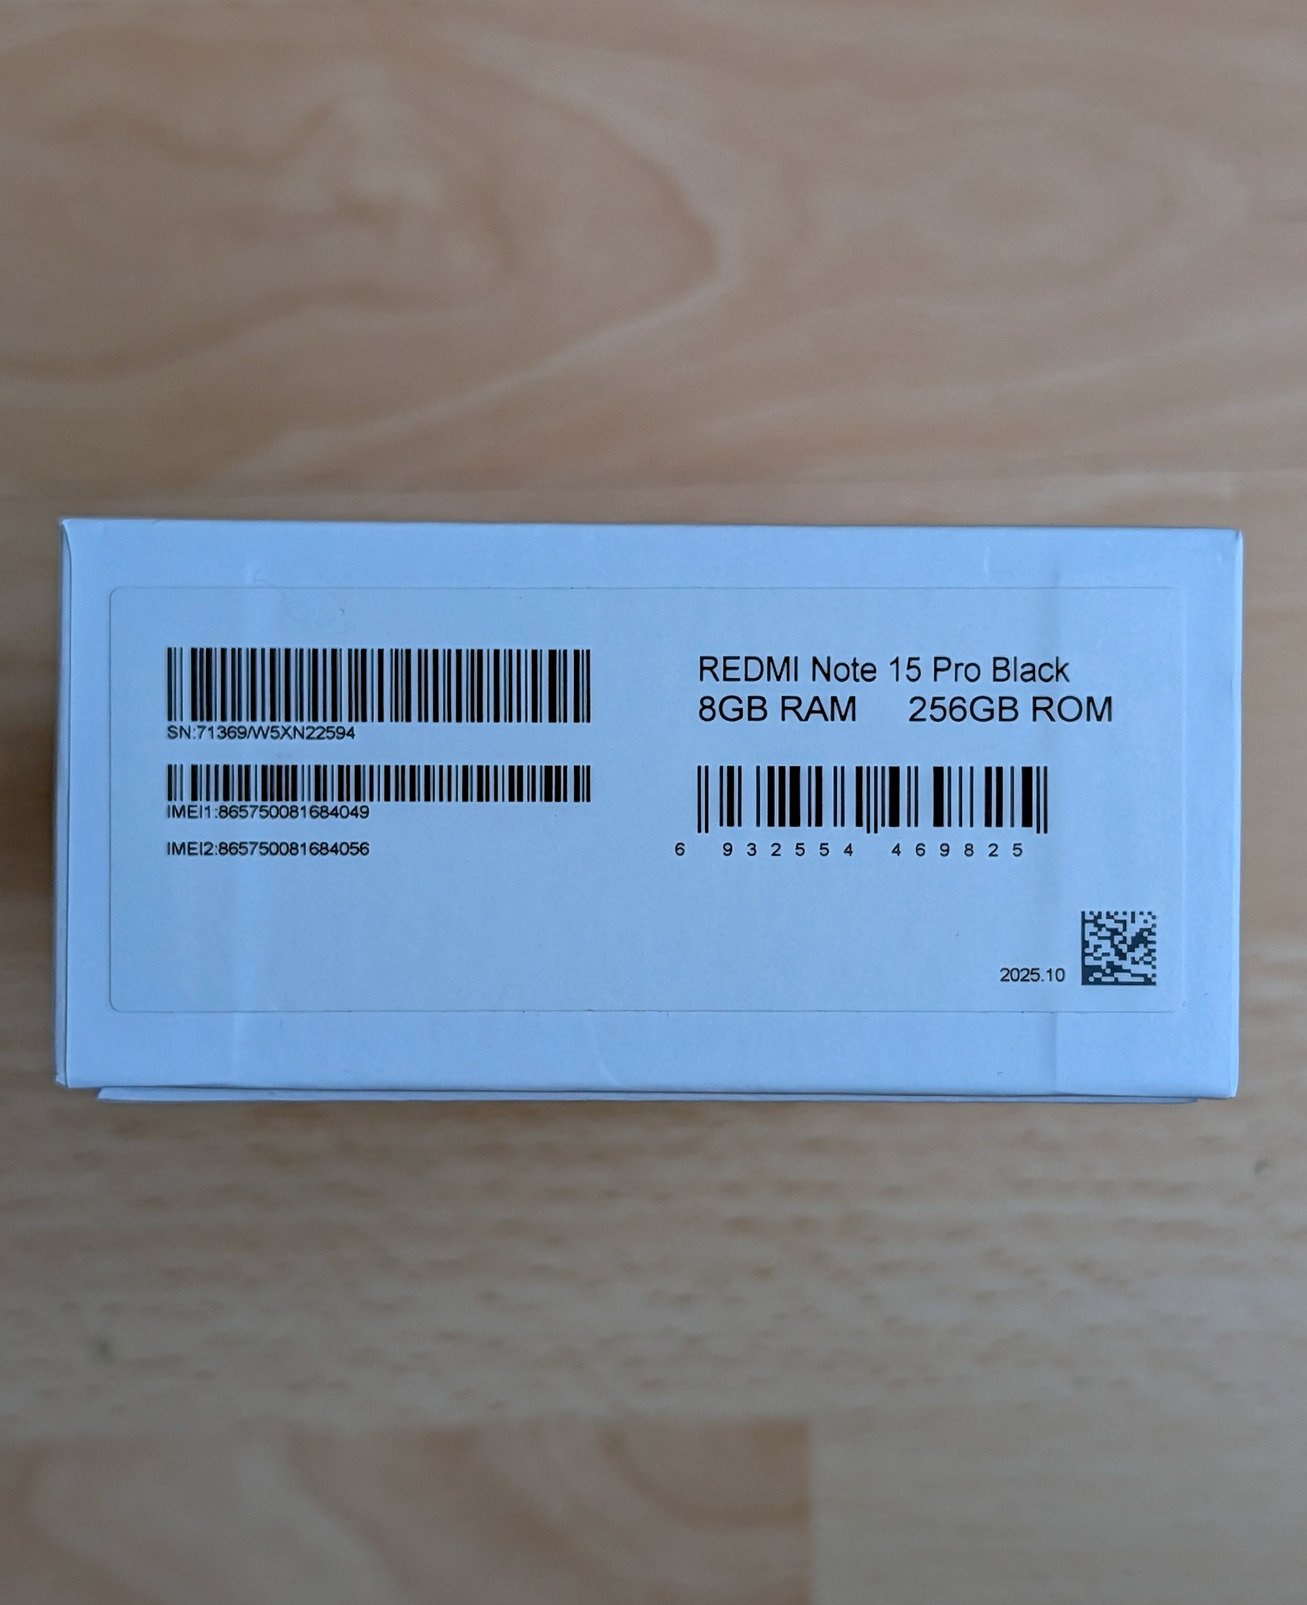 SN:71369/W5XN22594
IMEI1:865750081684049
IMEI2:865750081684056
REDMI Note 15 Pro Black
8GB RAM 256GB ROM
6 932554 469825
2025.10